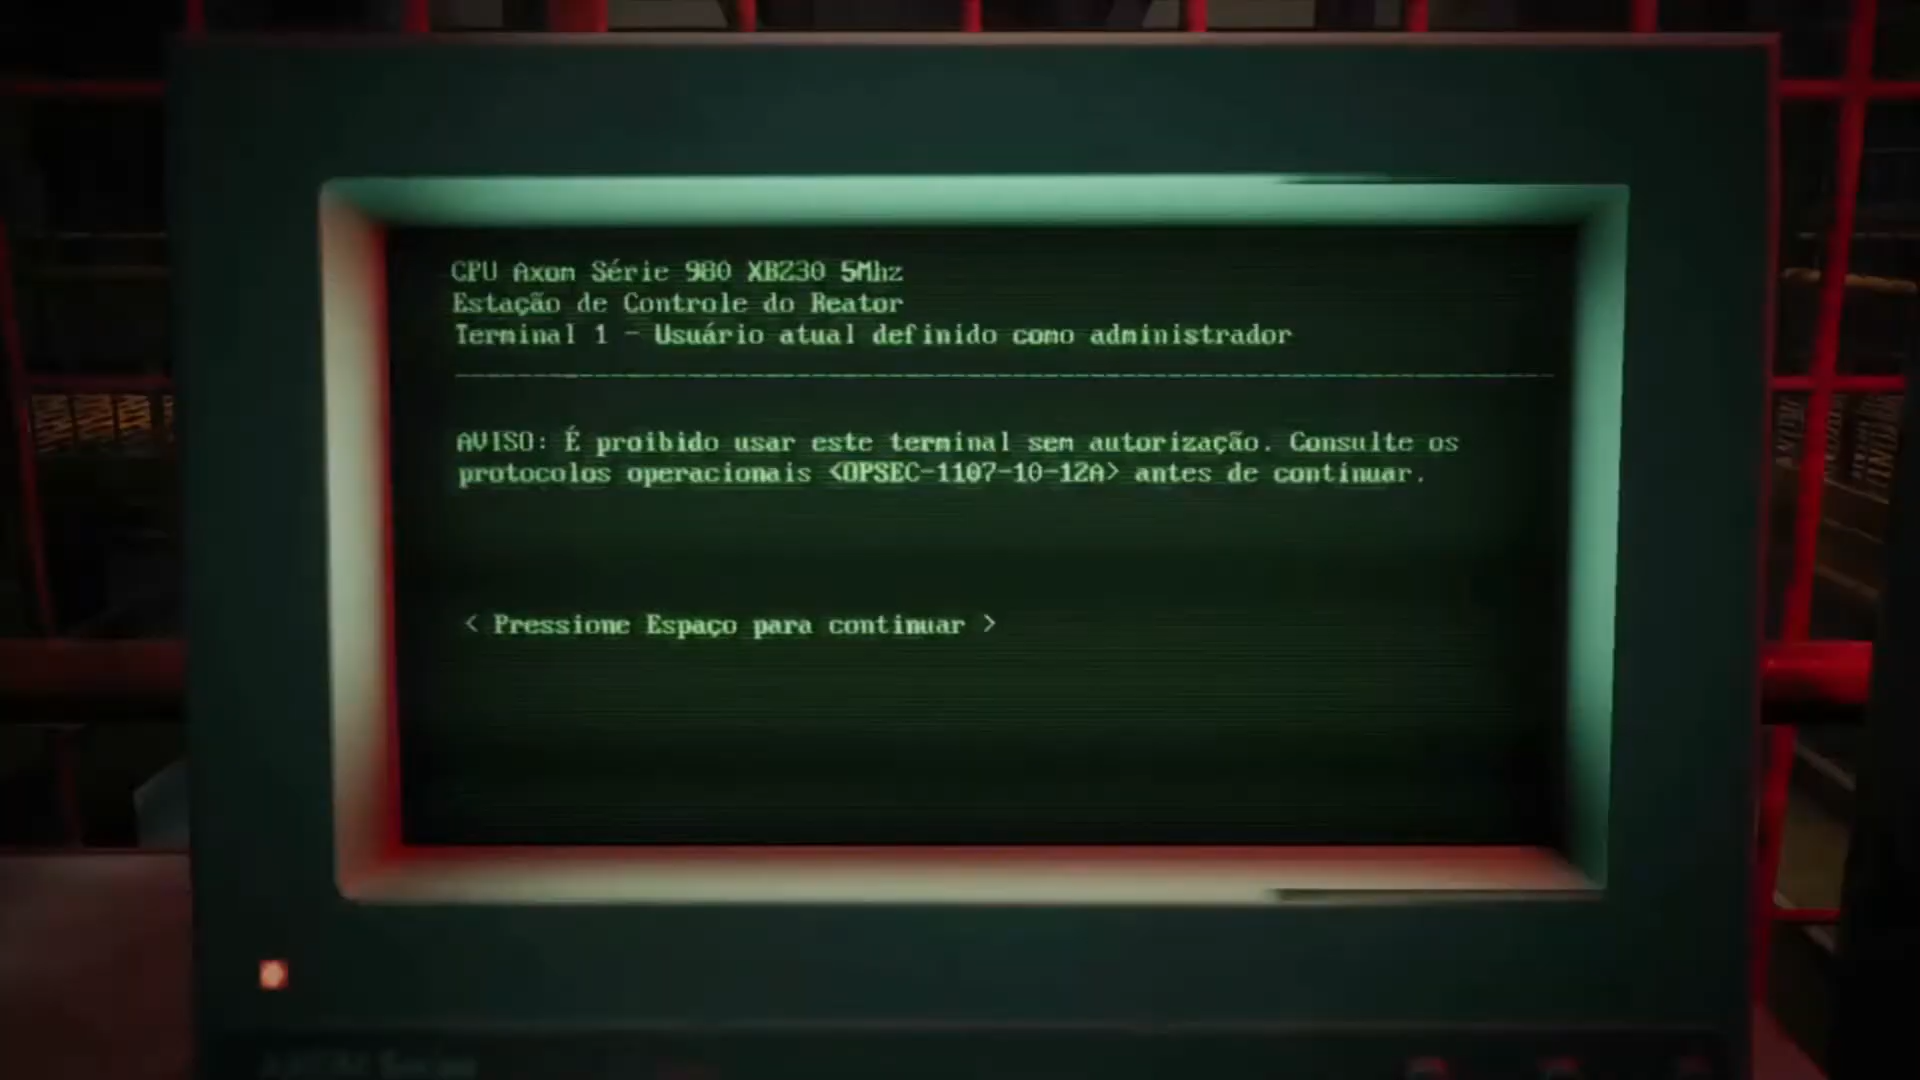 CPU Axom Série 980 XB230 5Mhz
Estação de Controle do Reator
Terminal 1 - Usuário atual definido como administrador
AVISO: É proibido usar este terminal sem autorização. Consulte os
protocolos operacionais <OPSEC-1107-10-12A> antes de continuar.
< Pressione Espaço para continuar >